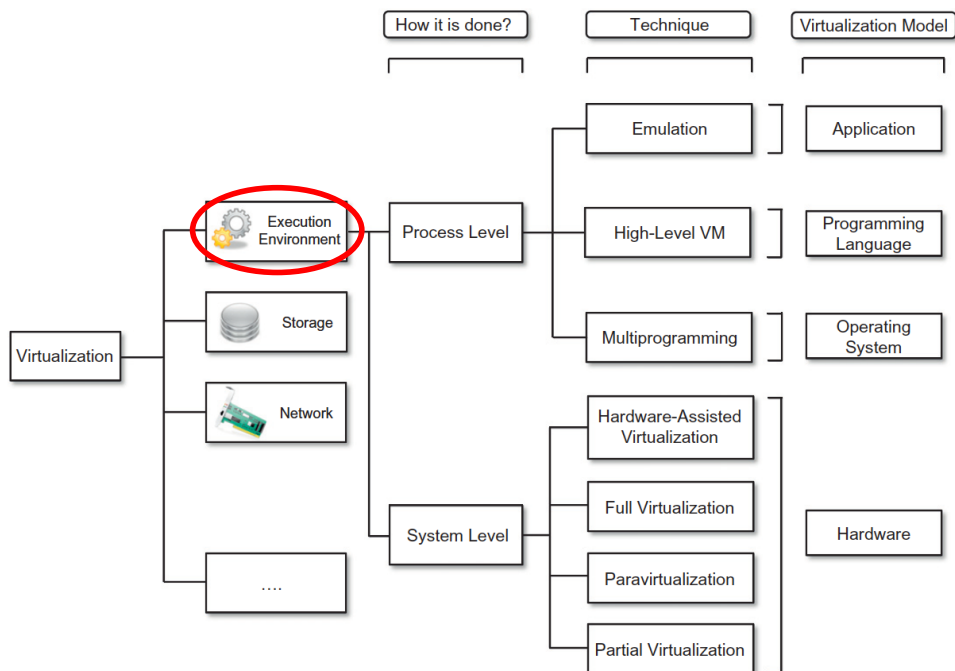 How it is done?
Technique
Virtualization Model
Emulation
Application
Execution
Environment
Process Level
High-Level VM
Programming
Language
Storage
Virtualization
Multiprogramming
Operating
System
Network
Hardware-Assisted
Virtualization
Full Virtualization
System Level
Hardware
....
Paravirtualization
Partial Virtualization